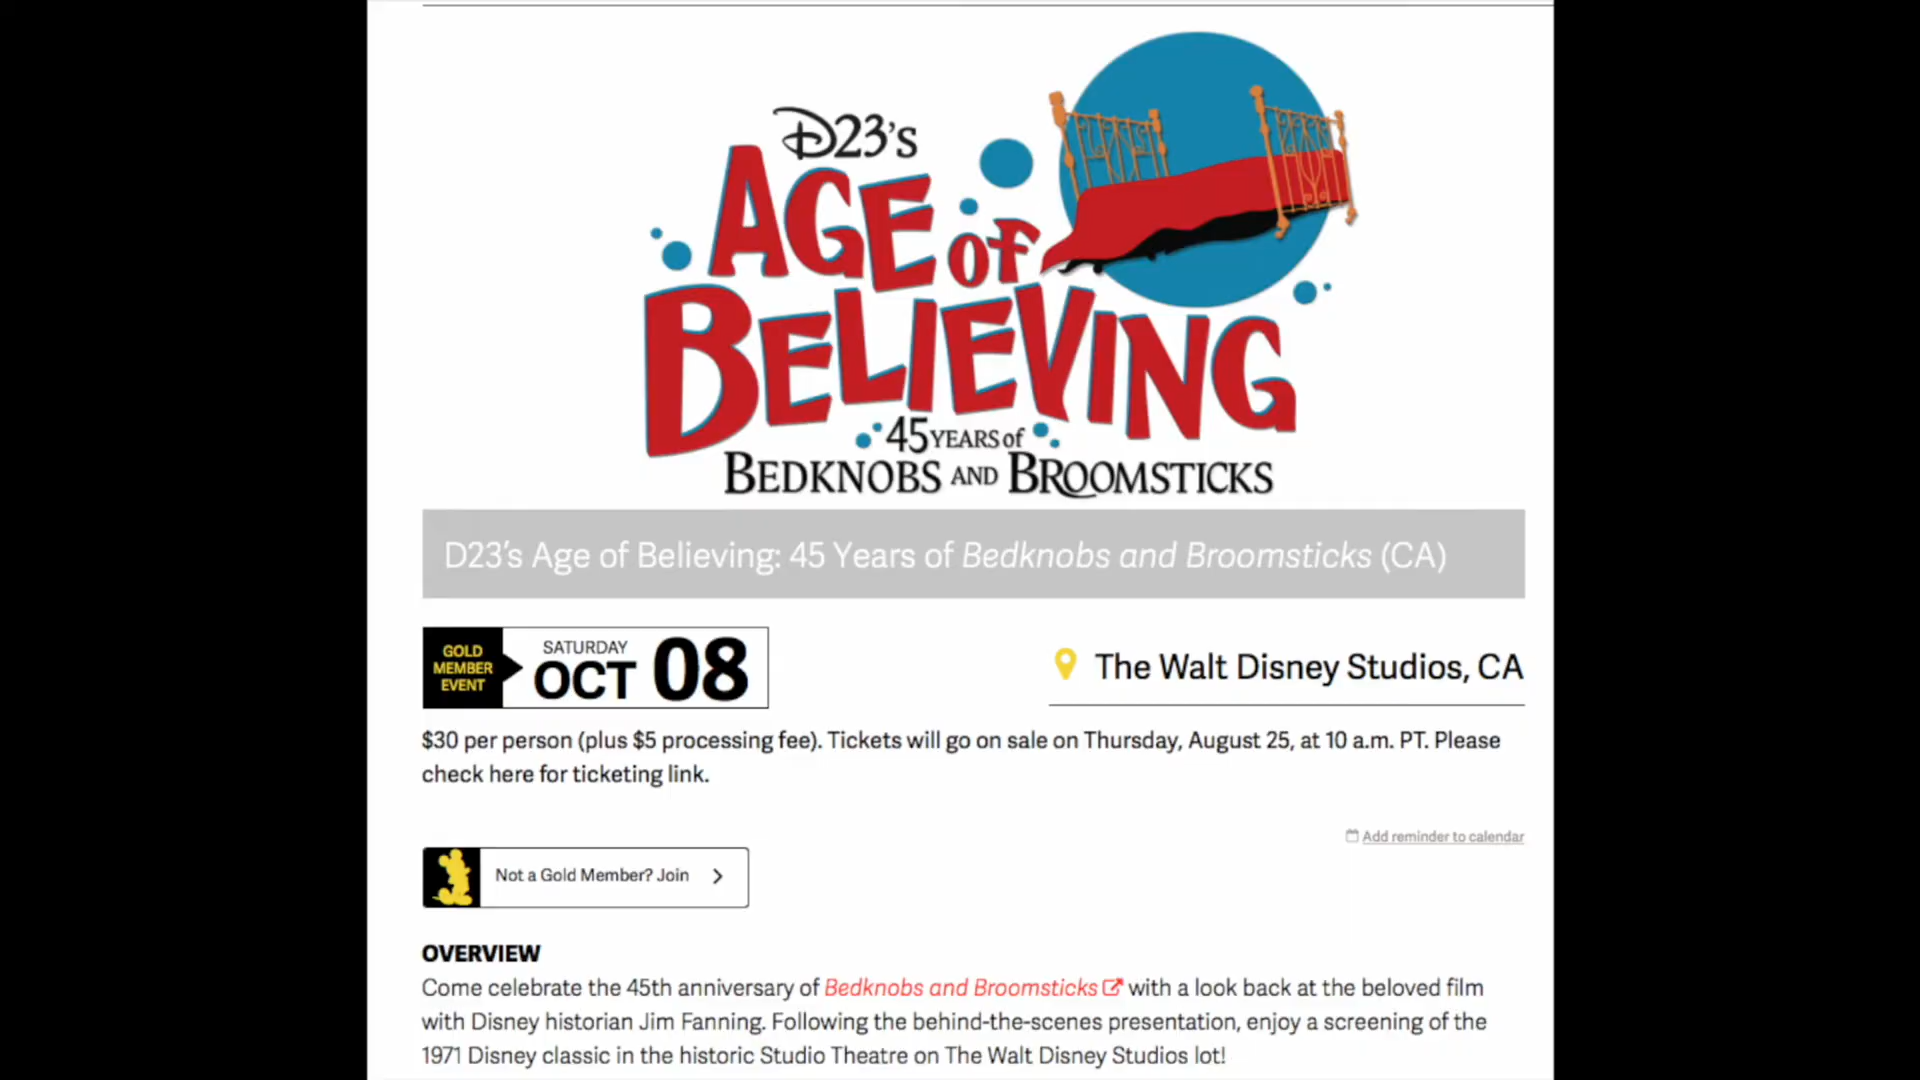 D23's
AGE OF
BELIEVING
45 YEARS of
BEDKNOBS AND BROOMSTICKS
D23's Age of Believing: 45 Years of Bedknobs and Broomsticks (CA)
GOLD
MEMBER
EVENT
SATURDAY
OCT 08
The Walt Disney Studios, CA
$30 per person (plus $5 processing fee). Tickets will go on sale on Thursday, August 25, at 10 a.m. PT. Please
check here for ticketing link.
Add reminder to calendar
Not a Gold Member? Join
OVERVIEW
Come celebrate the 45th anniversary of Bedknobs and Broomsticks with a look back at the beloved film
with Disney historian Jim Fanning. Following the behind-the-scenes presentation, enjoy a screening of the
1971 Disney classic in the historic Studio Theatre on The Walt Disney Studios lot!